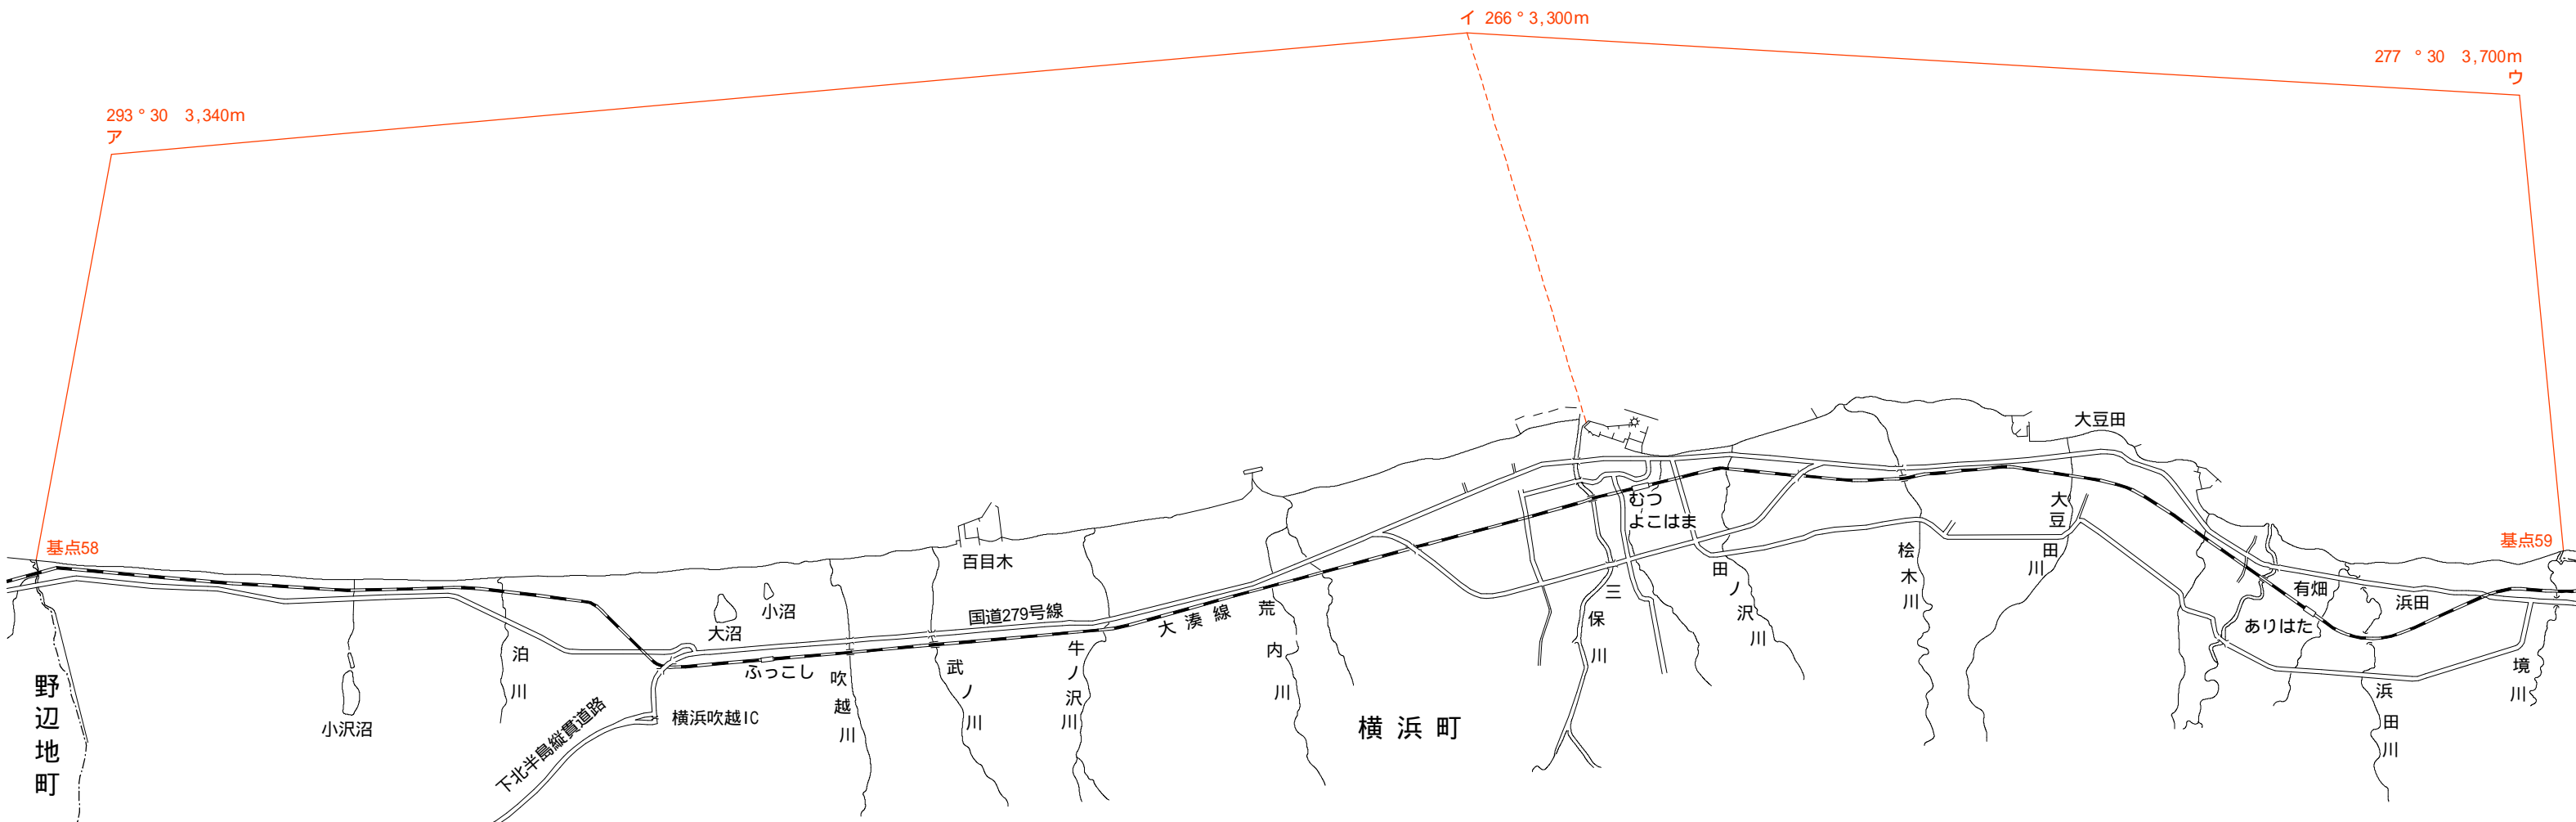 イ 266°3,300m
277°30 3,700m
ウ
293°30 3,340m
ア
基点58
基点59
大豆田
百目木
むつ
よこはま
大豆田川
桧木川
田ノ沢川
三保川
有畑
浜田
ありはた
小沼
大沼
国道279号線
大湊線
荒内川
牛ノ沢川
武ノ川
ふっこし
吹越川
泊川
横浜吹越IC
下北半島縦貫道路
小沢沼
野辺地町
横浜町
浜田川
境川